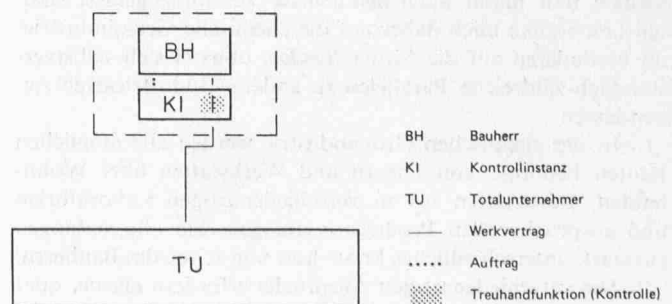 BH
KI
TU
BH Bauherr
KI Kontrollinstanz
TU Totalunternehmer
Werkvertrag
Auftrag
Treuhandfunktion (Kontrolle)